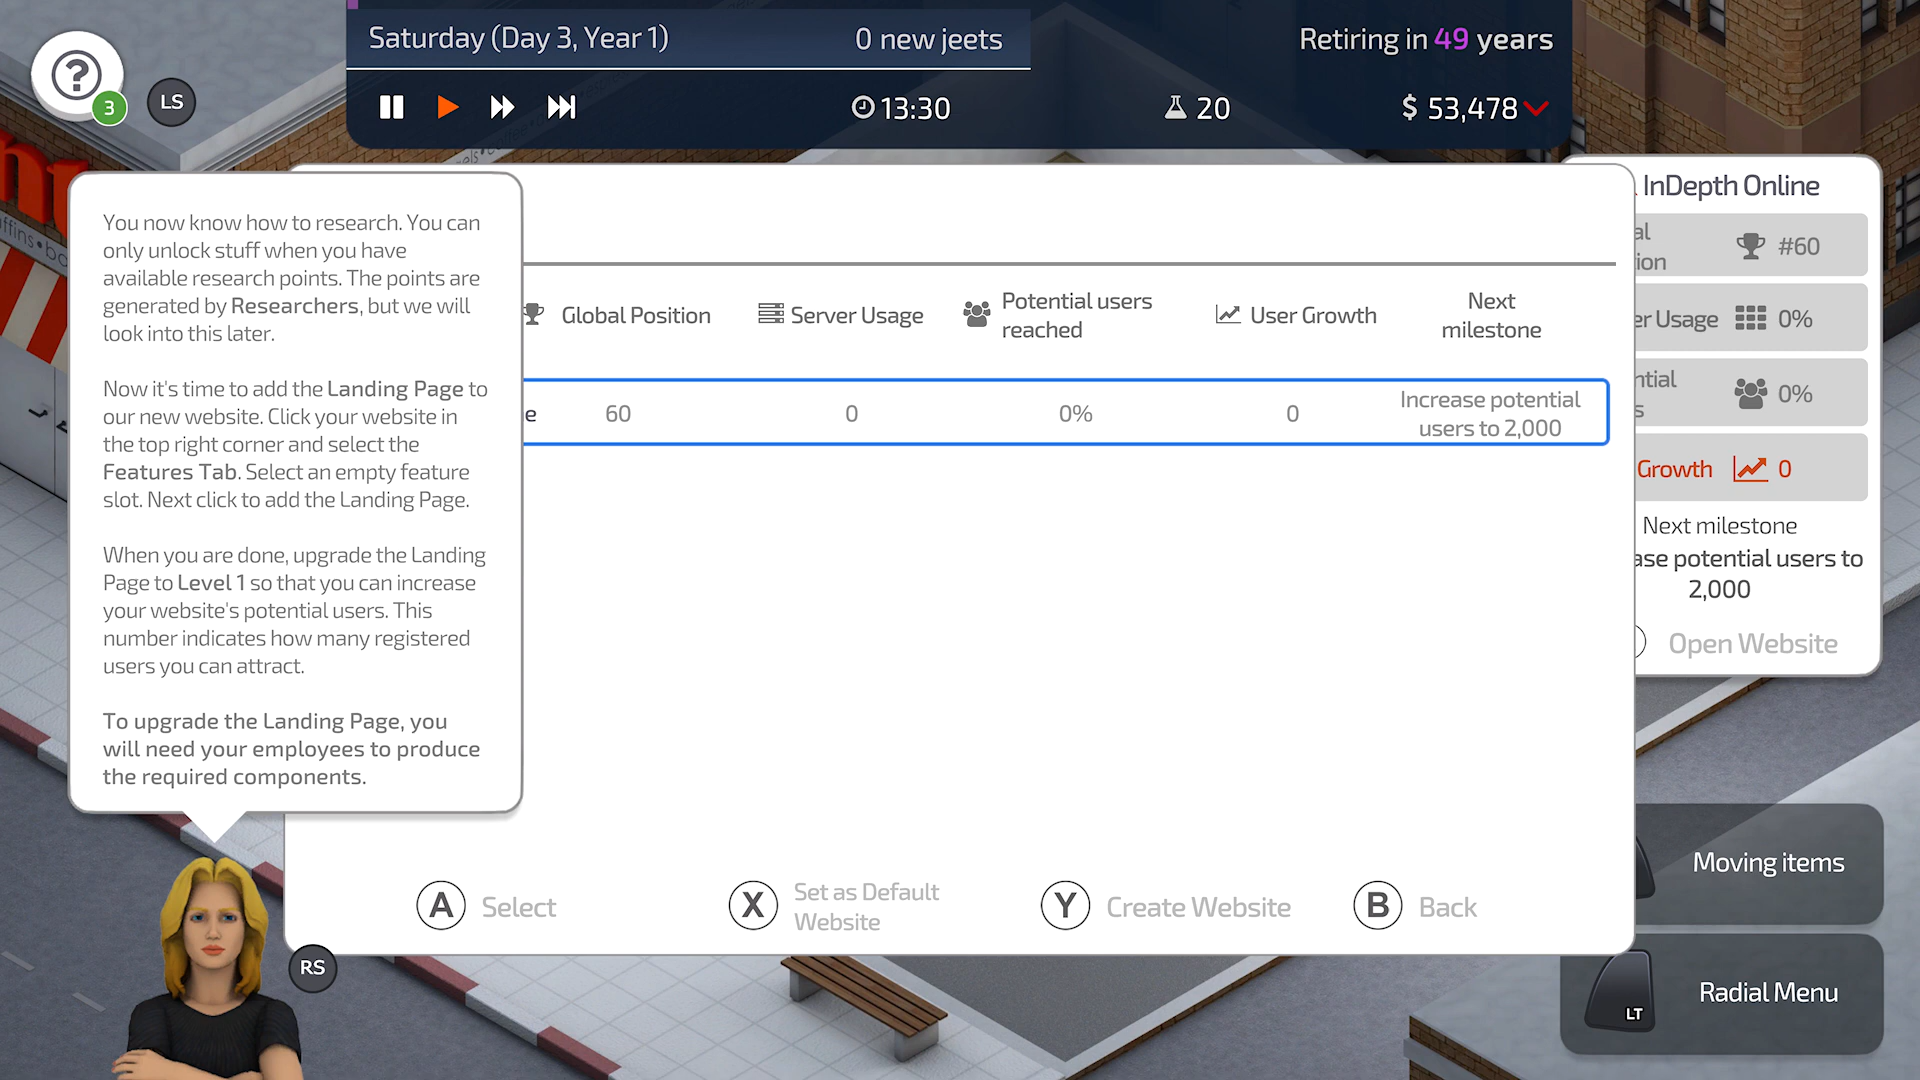 Saturday (Day 3, Year 1)
0 new jeets
Retiring in 49 years
13:30
20
$ 53,478
3
LS
You now know how to research. You can
only unlock stuff when you have
available research points. The points are
generated by Researchers, but we will
look into this later.
Now it's time to add the Landing Page to
our new website. Click your website in
the top right corner and select the
Features Tab. Select an empty feature
slot. Next click to add the Landing Page.
When you are done, upgrade the Landing
Page to Level 1 so that you can increase
your website's potential users. This
number indicates how many registered
users you can attract.
To upgrade the Landing Page, you
will need your employees to produce
the required components.
RS
Global Position
Server Usage
Potential users
reached
User Growth
Next
milestone
e
60
0
0%
0
Increase potential
users to 2,000
A Select
X Set as Default
Website
Y Create Website
B Back
InDepth Online
al
ion
#60
er Usage
0%
ntial
s
0%
Growth
0
Next milestone
ase potential users to
2,000
Open Website
Moving items
LT
Radial Menu